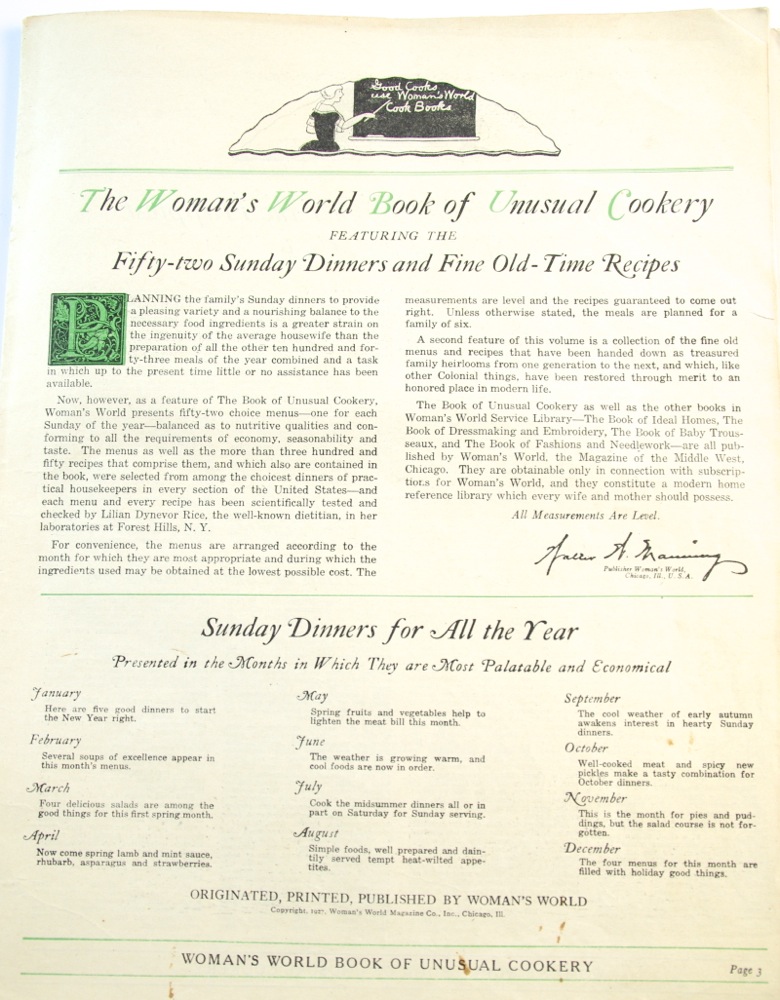 Good Cooks
use Woman's World
Cook Books
The Woman's World Book of Unusual Cookery
FEATURING THE
Fifty-two Sunday Dinners and Fine Old-Time Recipes
PLANNING the family's Sunday dinners to provide
a pleasing variety and a nourishing balance to the
necessary food ingredients is a greater strain on
the ingenuity of the average housewife than the
preparation of all the other ten hundred and for-
ty-three meals of the year combined and a task
in which up to the present time little or no assistance has been
available.
Now, however, as a feature of The Book of Unusual Cookery,
Woman's World presents fifty-two choice menus—one for each
Sunday of the year—balanced as to nutritive qualities and con-
forming to all the requirements of economy, seasonability and
taste. The menus as well as the more than three hundred and
fifty recipes that comprise them, and which also are contained in
the book, were selected from among the choicest dinners of prac-
tical housekeepers in every section of the United States—and
each menu and every recipe has been scientifically tested and
checked by Lilian Dynevor Rice, the well-known dietitian, in her
laboratories at Forest Hills, N. Y.
For convenience, the menus are arranged according to the
month for which they are most appropriate and during which the
ingredients used may be obtained at the lowest possible cost. The
measurements are level and the recipes guaranteed to come out
right. Unless otherwise stated, the meals are planned for a
family of six.
A second feature of this volume is a collection of the fine old
menus and recipes that have been handed down as treasured
family heirlooms from one generation to the next, and which, like
other Colonial things, have been restored through merit to an
honored place in modern life.
The Book of Unusual Cookery as well as the other books in
Woman's World Service Library—The Book of Ideal Homes, The
Book of Dressmaking and Embroidery, The Book of Baby Trous-
seaux, and The Book of Fashions and Needlework—are all pub-
lished by Woman's World, the Magazine of the Middle West,
Chicago. They are obtainable only in connection with subscrip-
tions for Woman's World, and they constitute a modern home
reference library which every wife and mother should possess.
All Measurements Are Level.
Walter A. Manning
Publisher Woman's World,
Chicago, Ill., U. S. A.
Sunday Dinners for All the Year
Presented in the Months in Which They are Most Palatable and Economical
January
Here are five good dinners to start
the New Year right.
February
Several soups of excellence appear in
this month's menus.
March
Four delicious salads are among the
good things for this first spring month.
April
Now come spring lamb and mint sauce,
rhubarb, asparagus and strawberries.
May
Spring fruits and vegetables help to
lighten the meat bill this month.
June
The weather is growing warm, and
cool foods are now in order.
July
Cook the midsummer dinners all or in
part on Saturday for Sunday serving.
August
Simple foods, well prepared and dain-
tily served tempt heat-wilted appe-
tites.
September
The cool weather of early autumn
awakens interest in hearty Sunday
dinners.
October
Well-cooked meat and spicy new
pickles make a tasty combination for
October dinners.
November
This is the month for pies and pud-
dings, but the salad course is not for-
gotten.
December
The four menus for this month are
filled with holiday good things.
ORIGINATED, PRINTED, PUBLISHED BY WOMAN'S WORLD
Copyright, 1927, Woman's World Magazine Co., Inc., Chicago, Ill.
WOMAN'S WORLD BOOK OF UNUSUAL COOKERY
Page 3